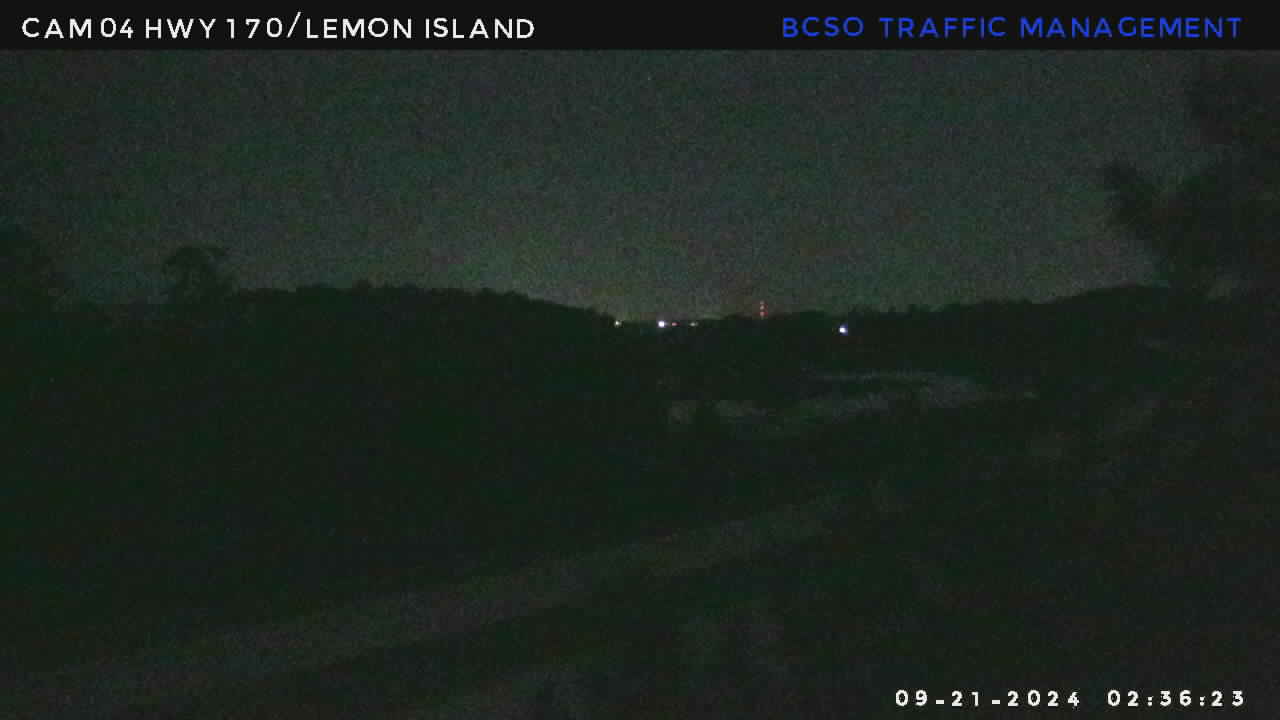 CAM04 HWY 170/LEMON ISLAND
BCSO TRAFFIC MANAGEMENT
09-21-2024 02:36:23